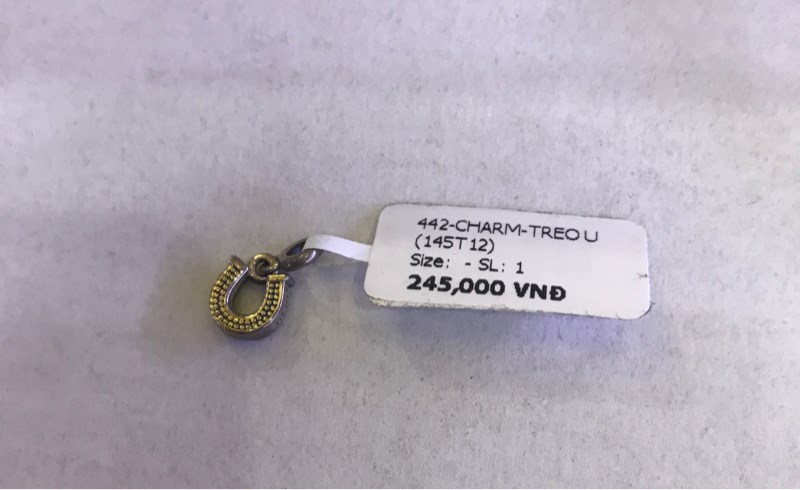 442-CHARM-TREO U
(145T12)
Size: - SL: 1
245,000 VNĐ